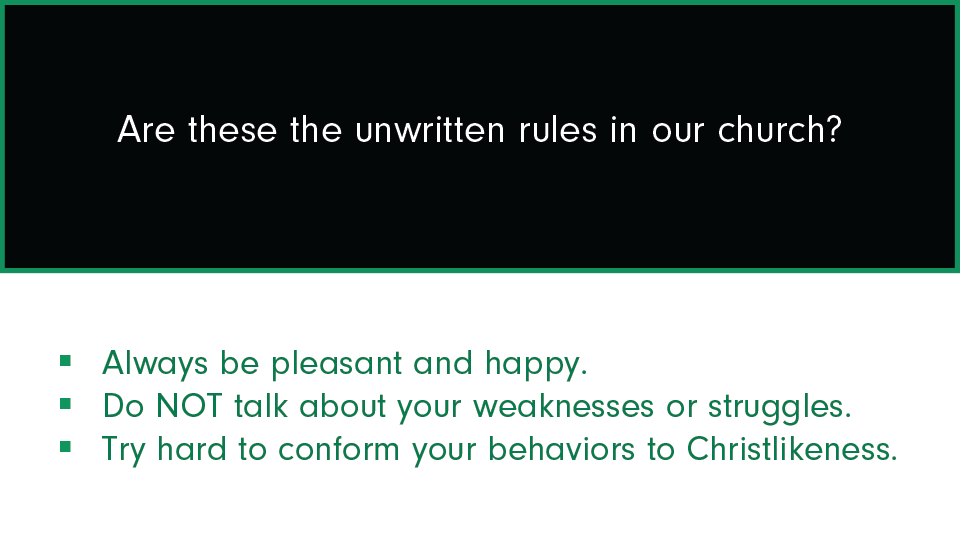 Are these the unwritten rules in our church?
▪ Always be pleasant and happy.
▪ Do NOT talk about your weaknesses or struggles.
▪ Try hard to conform your behaviors to Christlikeness.